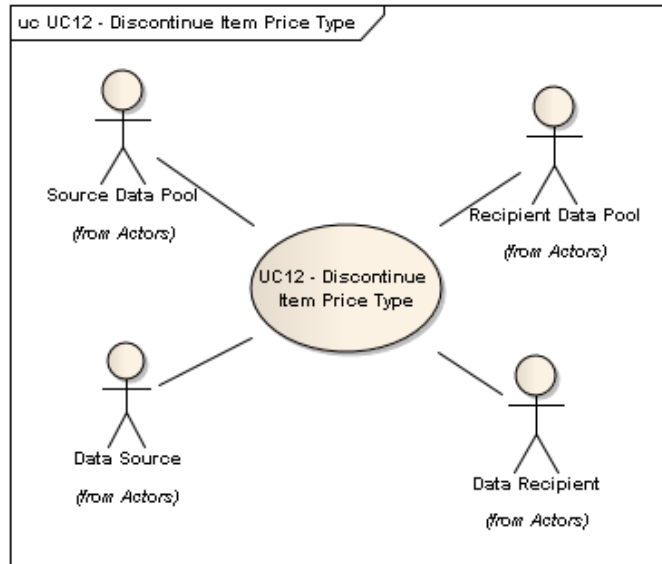 uc UC12 - Discontinue Item Price Type
Source Data Pool
(from Actors)
Recipient Data Pool
(from Actors)
UC12 - Discontinue
Item Price Type
Data Source
(from Actors)
Data Recipient
(from Actors)